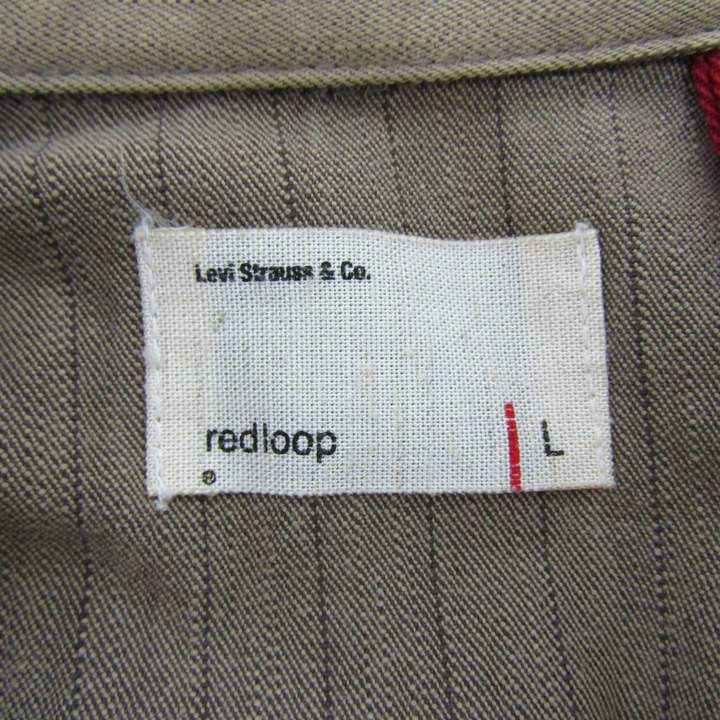 Levi Strauss & Co.
redloop
L
®